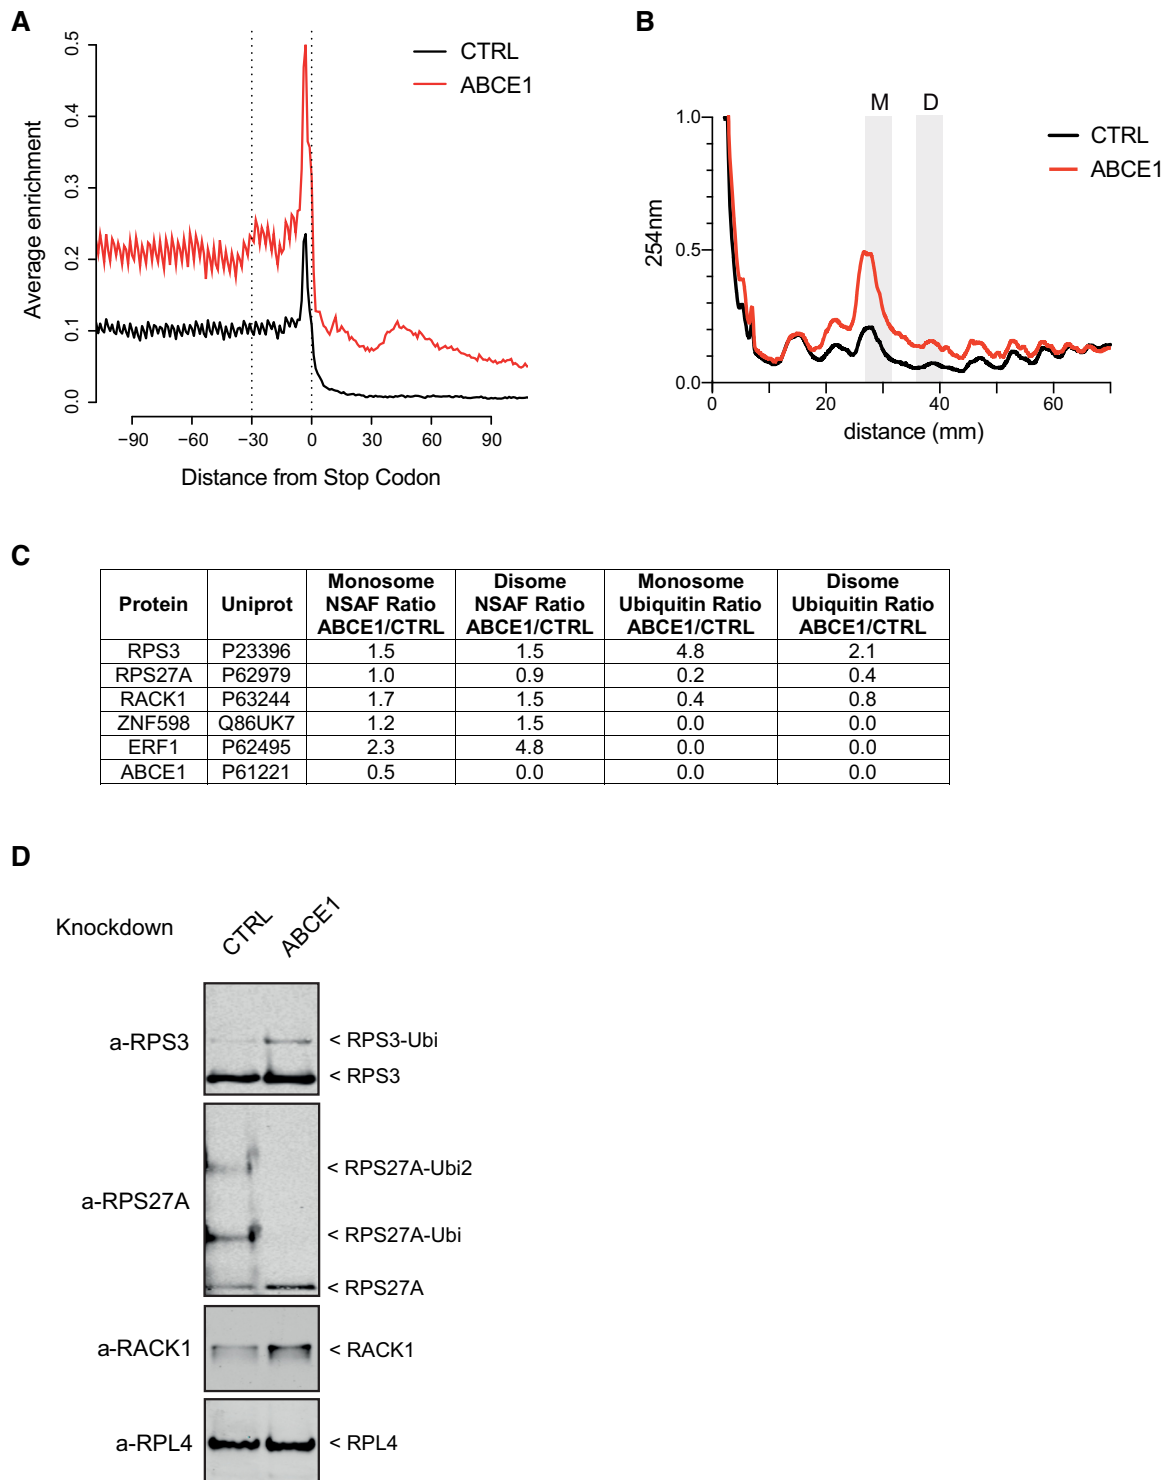 A
CTRL
ABCE1
Average enrichment
0.0 0.1 0.2 0.3 0.4 0.5
−90 −60 −30 0 30 60 90
Distance from Stop Codon
B
M D
CTRL
ABCE1
254nm
1.0
0.5
0.0
0 20 40 60
distance (mm)
C
Protein Uniprot Monosome NSAF Ratio ABCE1/CTRL Disome NSAF Ratio ABCE1/CTRL Monosome Ubiquitin Ratio ABCE1/CTRL Disome Ubiquitin Ratio ABCE1/CTRL
RPS3 P23396 1.5 1.5 4.8 2.1
RPS27A P62979 1.0 0.9 0.2 0.4
RACK1 P63244 1.7 1.5 0.4 0.8
ZNF598 Q86UK7 1.2 1.5 0.0 0.0
ERF1 P62495 2.3 4.8 0.0 0.0
ABCE1 P61221 0.5 0.0 0.0 0.0
D
Knockdown CTRL ABCE1
a-RPS3
< RPS3-Ubi
< RPS3
a-RPS27A
< RPS27A-Ubi2
< RPS27A-Ubi
< RPS27A
a-RACK1 < RACK1
a-RPL4 < RPL4